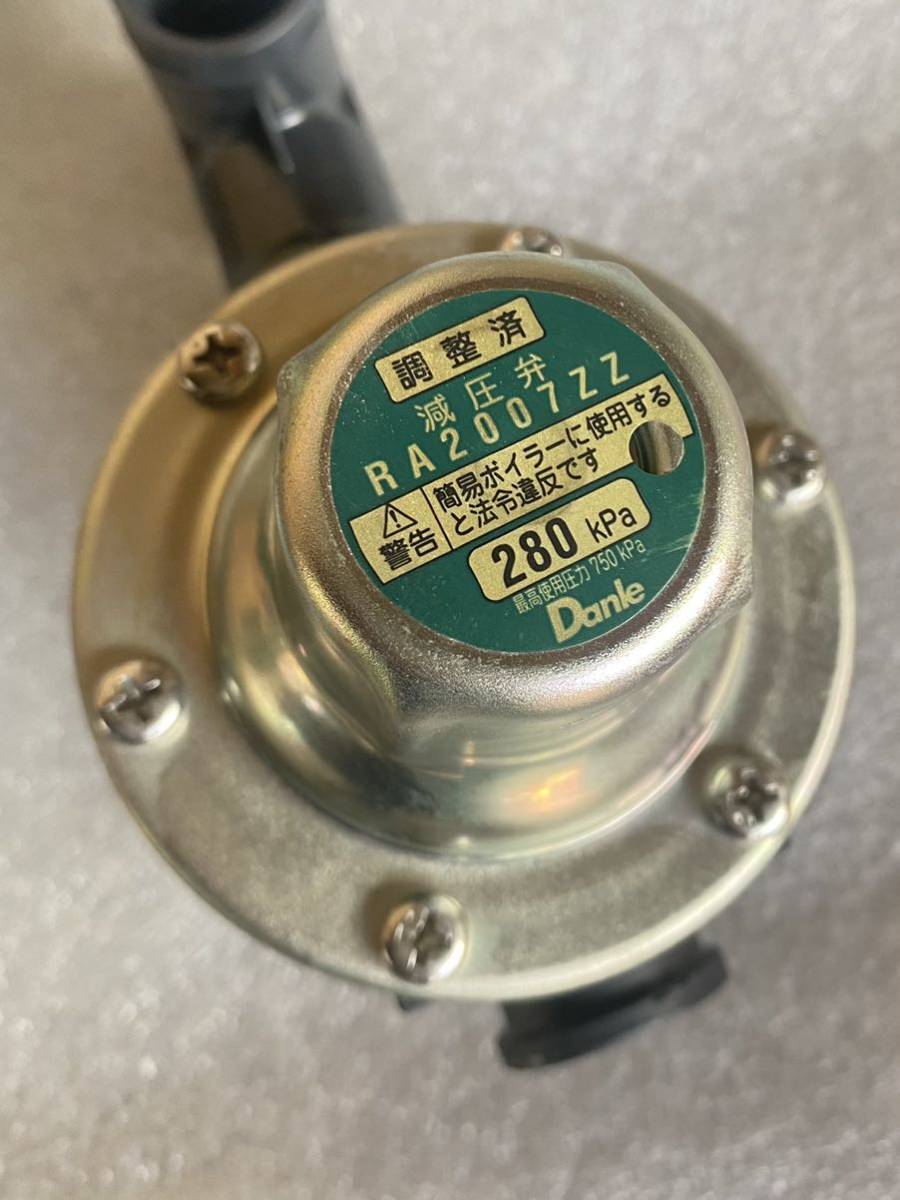 調整済
減圧弁
RA2007ZZ
警告
簡易ボイラーに使用する
と法令違反です
280 kPa
最高使用圧力 750 kPa
Danle